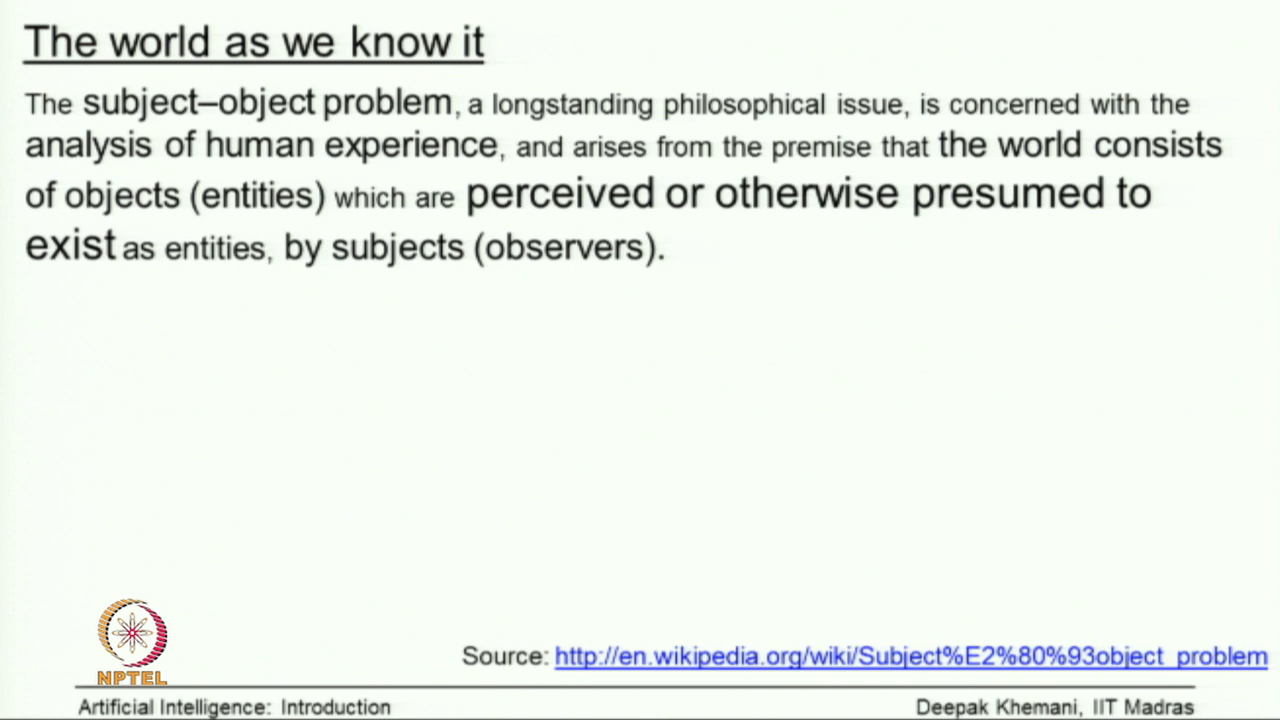 The world as we know it
The subject–object problem, a longstanding philosophical issue, is concerned with the
analysis of human experience, and arises from the premise that the world consists
of objects (entities) which are perceived or otherwise presumed to
exist as entities, by subjects (observers).
NPTEL
Source: http://en.wikipedia.org/wiki/Subject%E2%80%93object_problem
Artificial Intelligence: Introduction
Deepak Khemani, IIT Madras